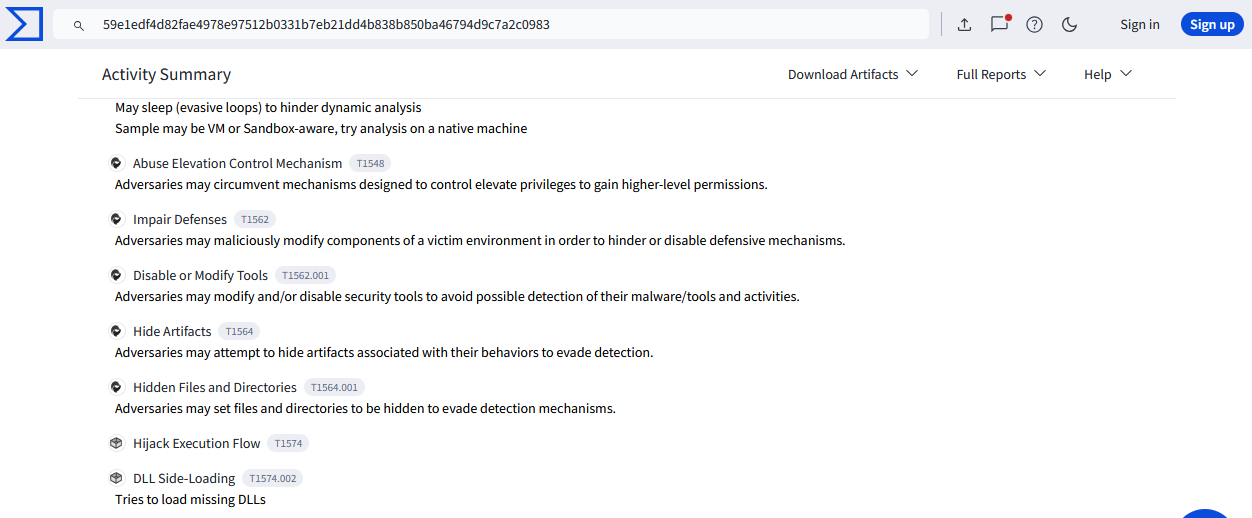 59e1edf4d82fae4978e97512b0331b7eb21dd4b838b850ba46794d9c7a2c0983
Sign in
Sign up
Activity Summary
Download Artifacts
Full Reports
Help
May sleep (evasive loops) to hinder dynamic analysis
Sample may be VM or Sandbox-aware, try analysis on a native machine
Abuse Elevation Control Mechanism T1548
Adversaries may circumvent mechanisms designed to control elevate privileges to gain higher-level permissions.
Impair Defenses T1562
Adversaries may maliciously modify components of a victim environment in order to hinder or disable defensive mechanisms.
Disable or Modify Tools T1562.001
Adversaries may modify and/or disable security tools to avoid possible detection of their malware/tools and activities.
Hide Artifacts T1564
Adversaries may attempt to hide artifacts associated with their behaviors to evade detection.
Hidden Files and Directories T1564.001
Adversaries may set files and directories to be hidden to evade detection mechanisms.
Hijack Execution Flow T1574
DLL Side-Loading T1574.002
Tries to load missing DLLs